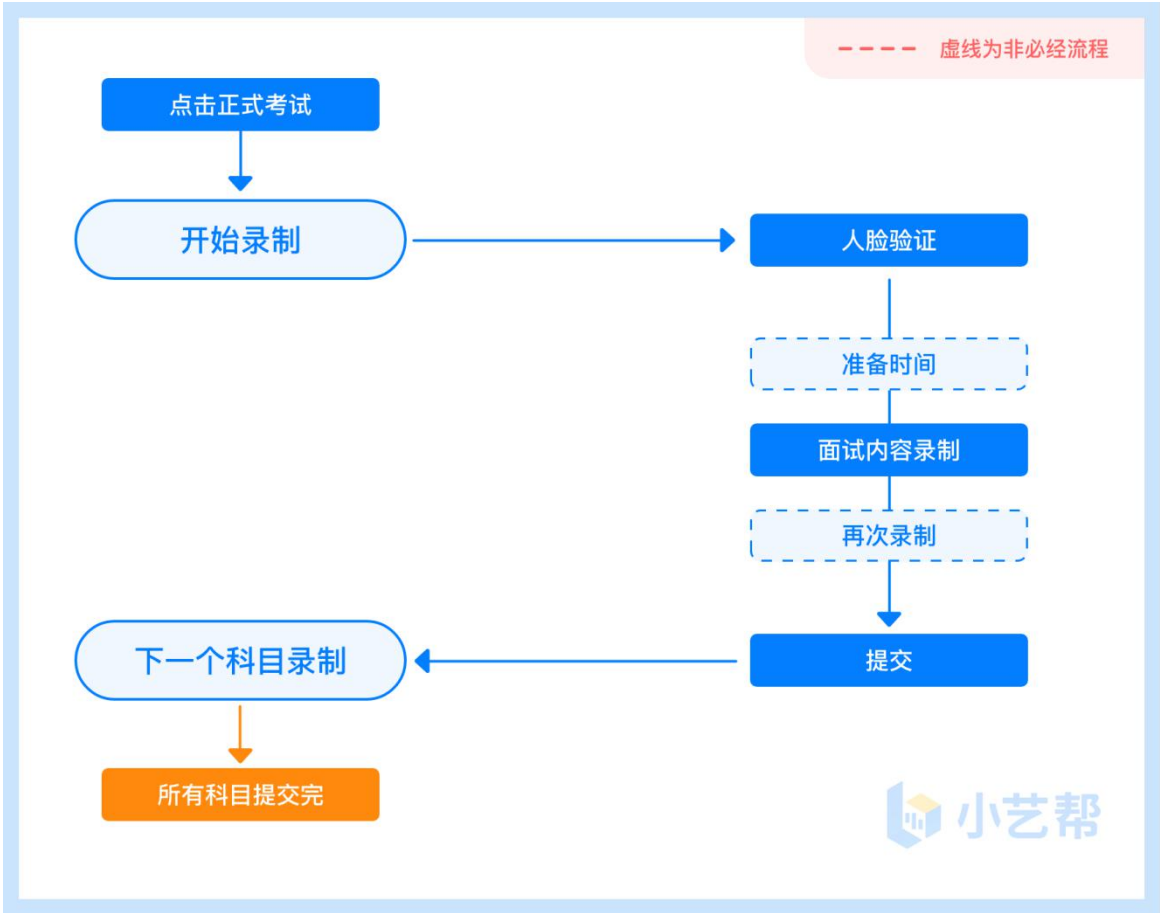 虚线为非必经流程
点击正式考试
开始录制
人脸验证
准备时间
面试内容录制
再次录制
提交
下一个科目录制
所有科目提交完
小艺帮